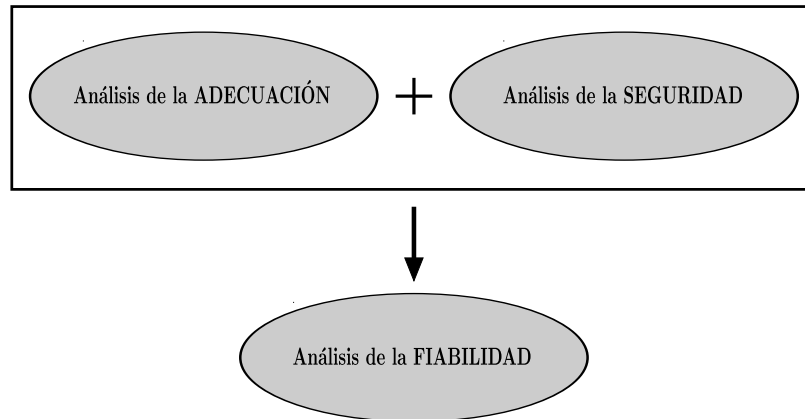 Análisis de la ADECUACIÓN + Análisis de la SEGURIDAD
Análisis de la FIABILIDAD